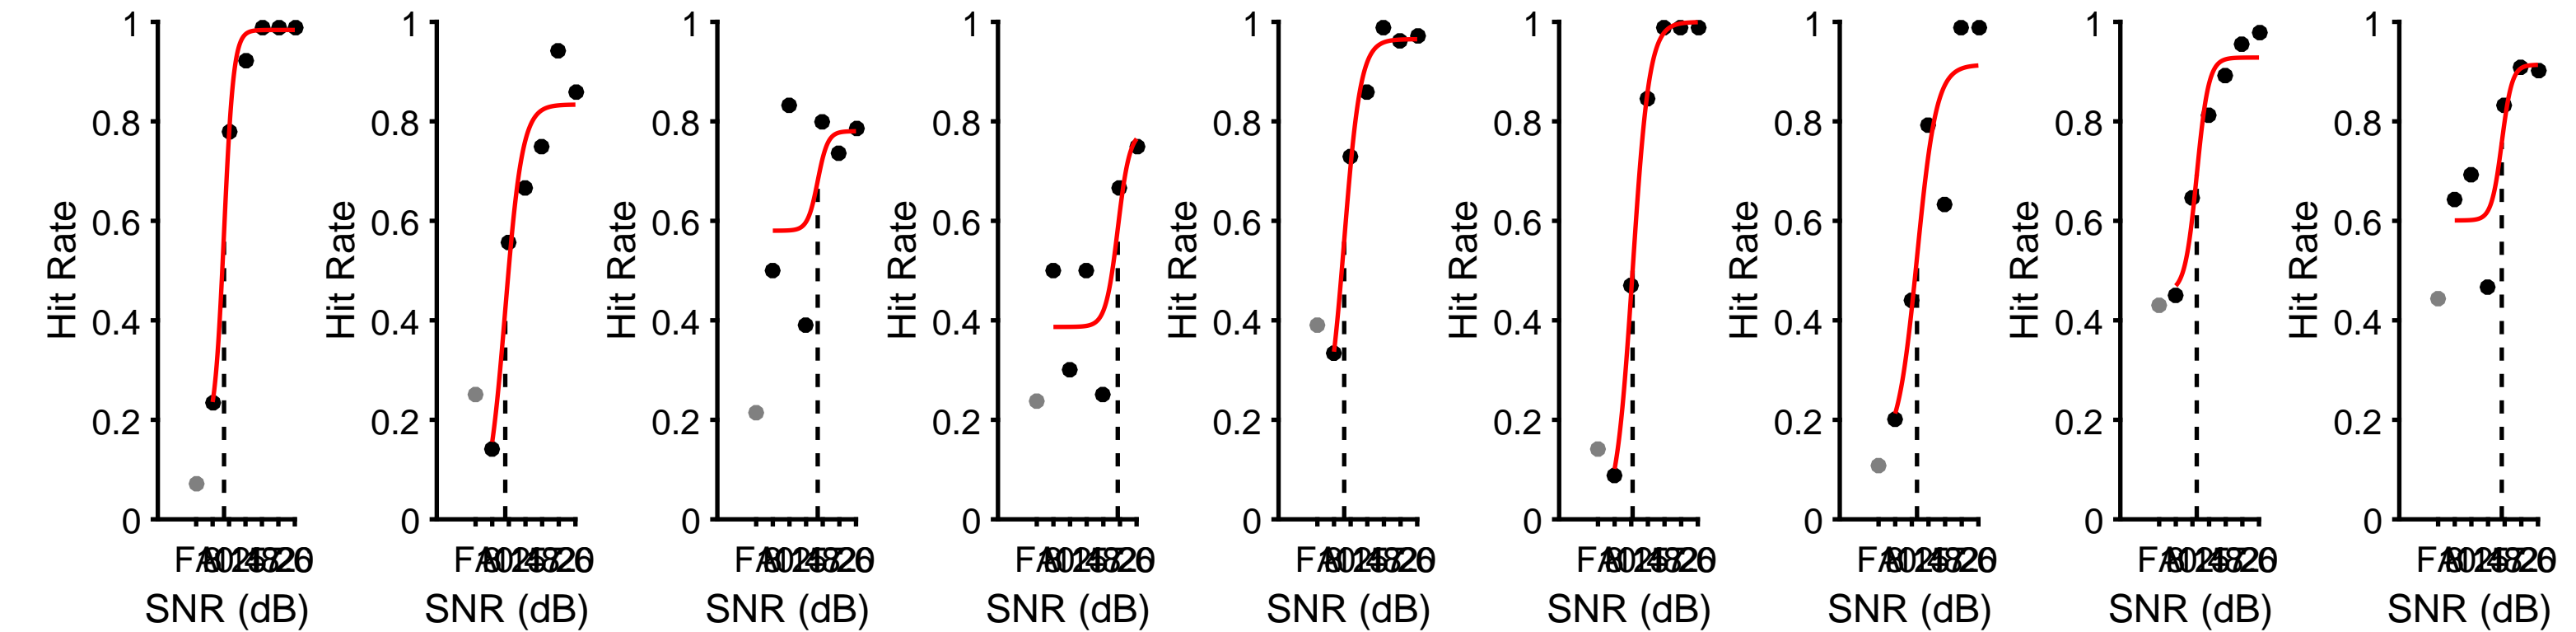 1 1 1 1 1 1 1 1 1
0.8 0.8 0.8 0.8 0.8 0.8 0.8 0.8 0.8
0.6 0.6 0.6 0.6 0.6 0.6 0.6 0.6 0.6
0.4 0.4 0.4 0.4 0.4 0.4 0.4 0.4 0.4
0.2 0.2 0.2 0.2 0.2 0.2 0.2 0.2 0.2
0 0 0 0 0 0 0 0 0
Hit Rate Hit Rate Hit Rate Hit Rate Hit Rate Hit Rate Hit Rate Hit Rate Hit Rate
SNR (dB) SNR (dB) SNR (dB) SNR (dB) SNR (dB) SNR (dB) SNR (dB) SNR (dB) SNR (dB)